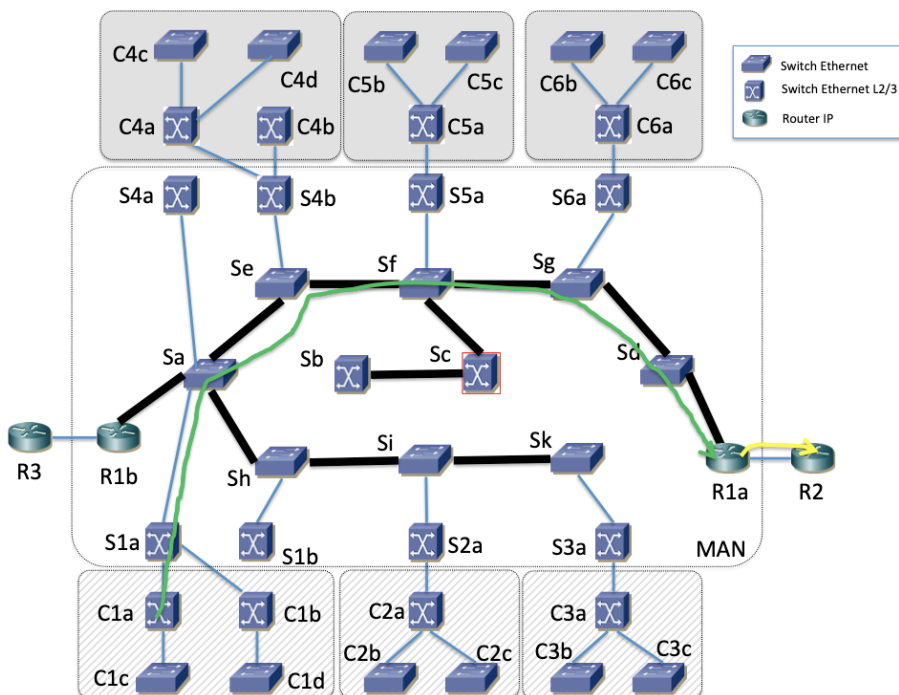 C4c
C4d
C5b
C5c
C6b
C6c
C4a
C4b
C5a
C6a
Switch Ethernet
Switch Ethernet L2/3
Router IP
S4a
S4b
S5a
S6a
Se
Sf
Sg
Sa
Sb
Sc
Sd
R3
R1b
Sh
Si
Sk
R1a
R2
S1a
S1b
S2a
S3a
MAN
C1a
C1b
C2a
C3a
C1c
C1d
C2b
C2c
C3b
C3c